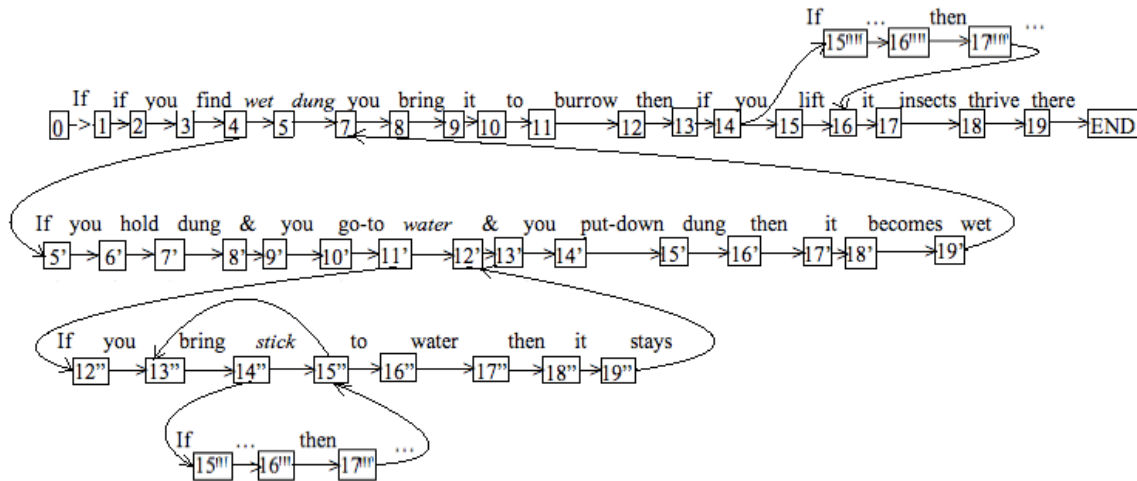 If ... then ...
15''''' 16''''' 17'''''
If if you find wet dung you bring it to burrow then if you lift it insects thrive there
0 1 2 3 4 5 7 8 9 10 11 12 13 14 15 16 17 18 19 END
If you hold dung & you go-to water & you put-down dung then it becomes wet
5' 6' 7' 8' 9' 10' 11' 12' 13' 14' 15' 16' 17' 18' 19'
If you bring stick to water then it stays
12'' 13'' 14'' 15'' 16'' 17'' 18'' 19''
If ... then ...
15'''' 16'''' 17''''